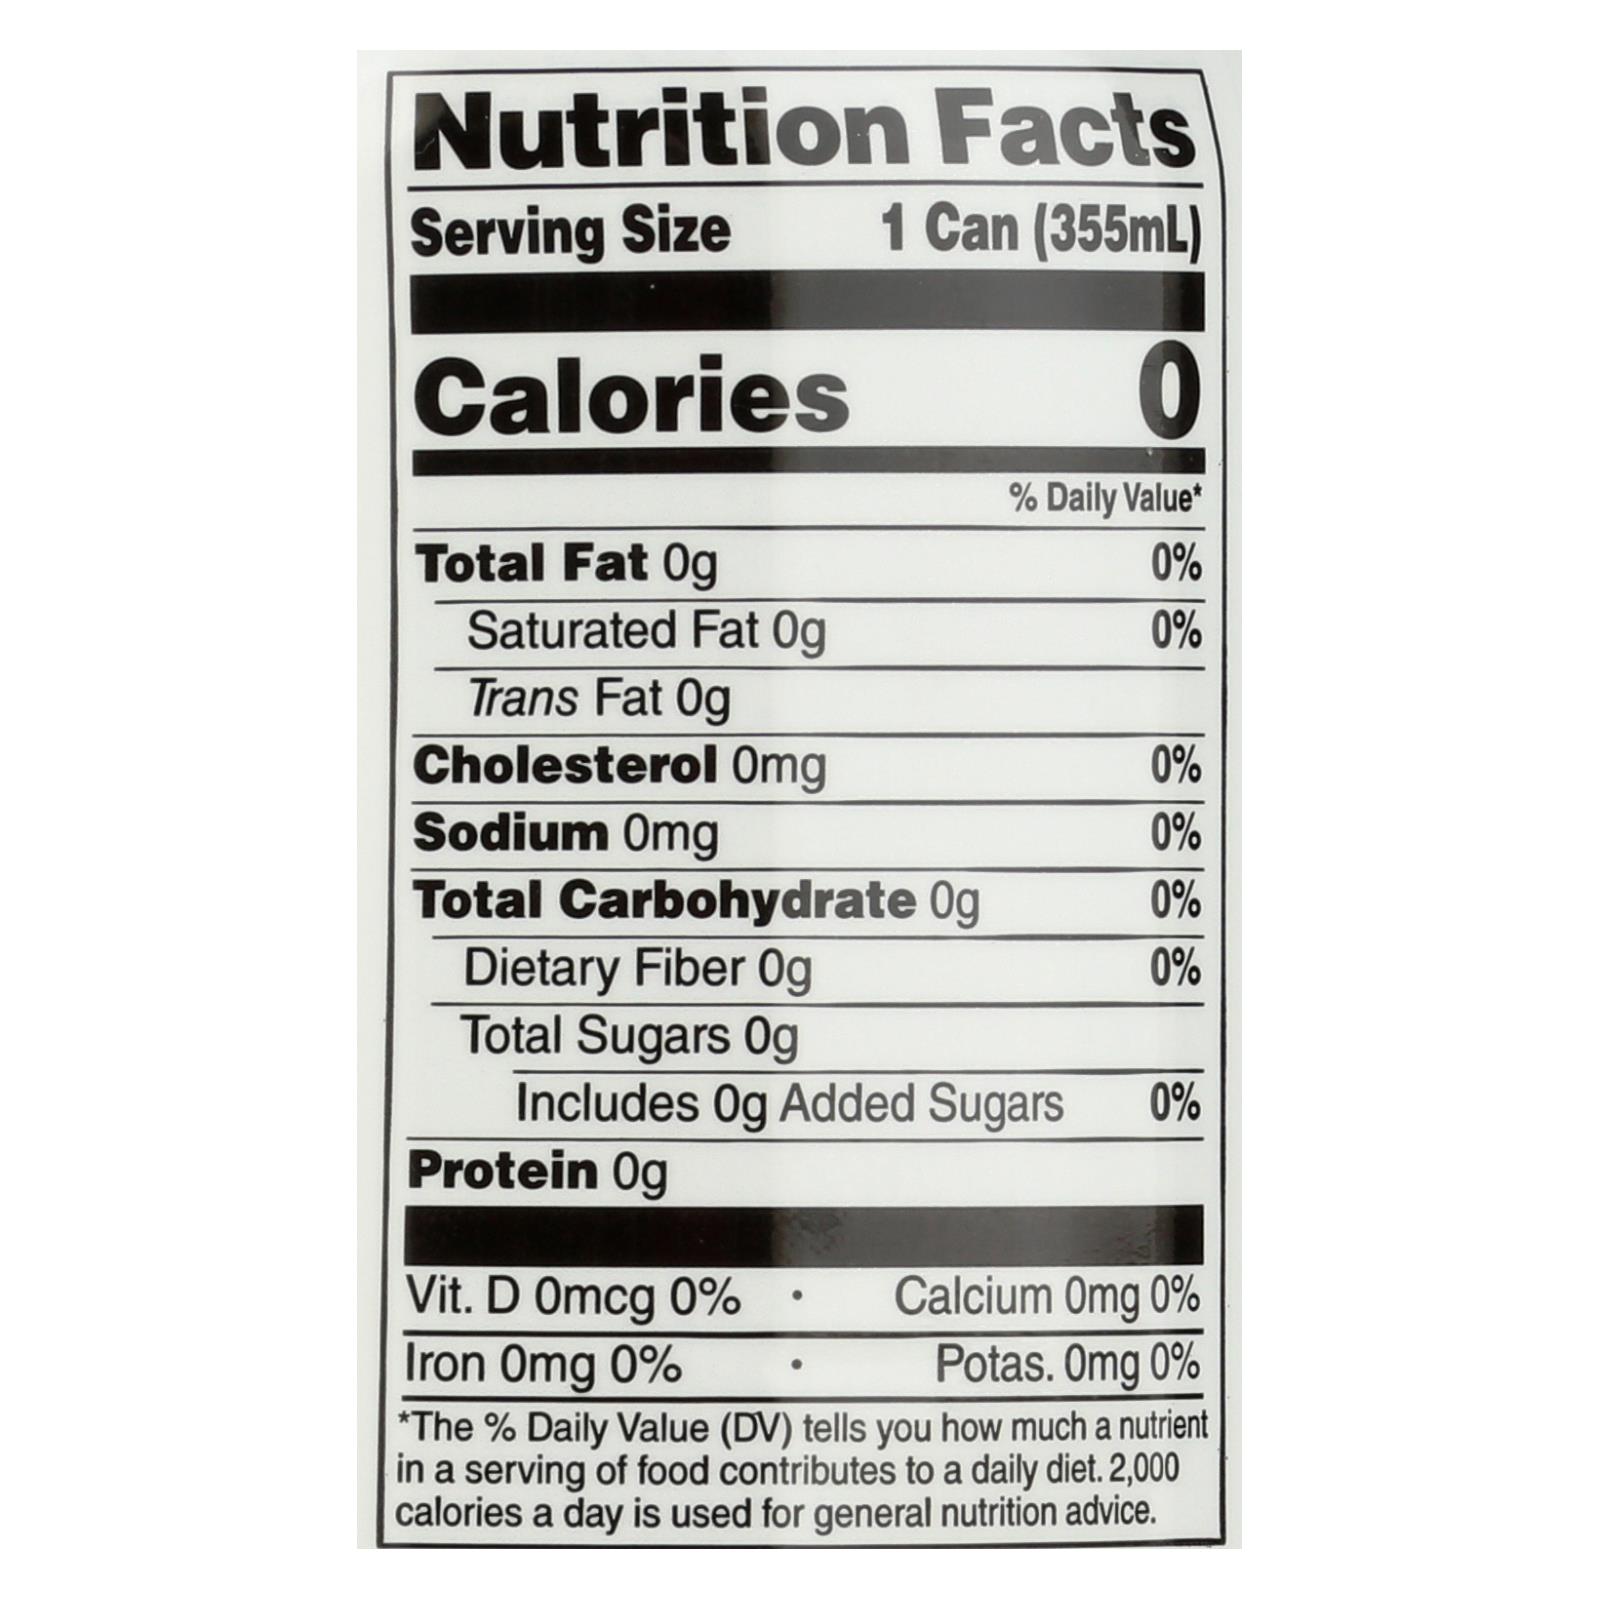 Nutrition Facts
Serving Size 1 Can (355mL)
Calories 0
% Daily Value*
Total Fat 0g 0%
Saturated Fat 0g 0%
Trans Fat 0g
Cholesterol 0mg 0%
Sodium 0mg 0%
Total Carbohydrate 0g 0%
Dietary Fiber 0g 0%
Total Sugars 0g
Includes 0g Added Sugars 0%
Protein 0g
Vit. D 0mcg 0% • Calcium 0mg 0%
Iron 0mg 0% • Potas. 0mg 0%
*The % Daily Value (DV) tells you how much a nutrient
in a serving of food contributes to a daily diet. 2,000
calories a day is used for general nutrition advice.